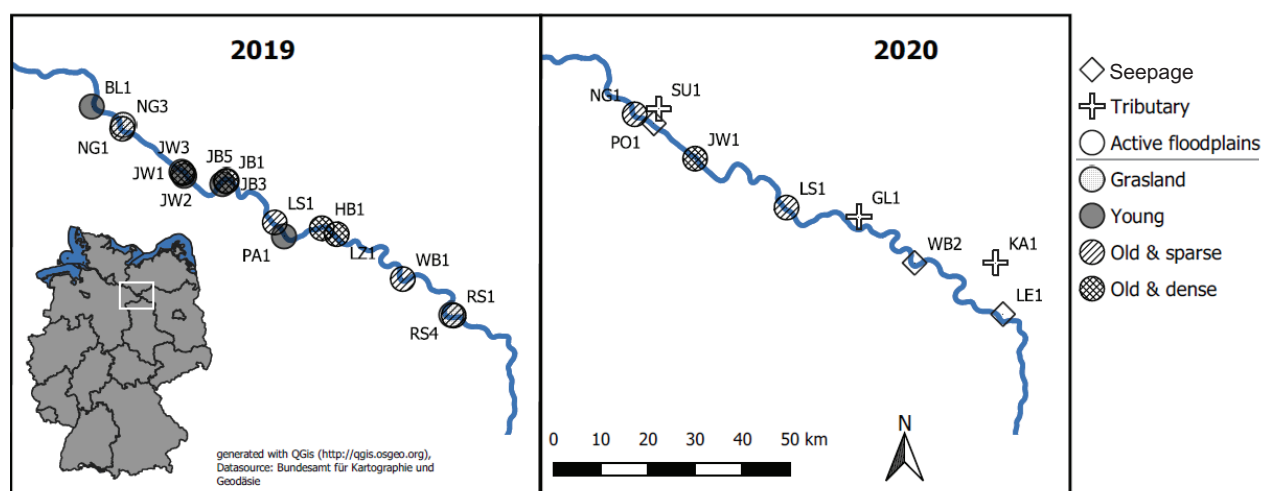 2019
BL1
NG3
NG1
JW3
JW1
JW2
JB5
JB1
JB3
LS1
PA1
HB1
LZ1
WB1
RS1
RS4
generated with QGis (http://qgis.osgeo.org),
Datasource: Bundesamt für Kartographie und
Geodäsie
2020
NG1
SU1
PO1
JW1
LS1
GL1
WB2
KA1
LE1
0 10 20 30 40 50 km
N
Seepage
Tributary
Active floodplains
Grasland
Young
Old & sparse
Old & dense